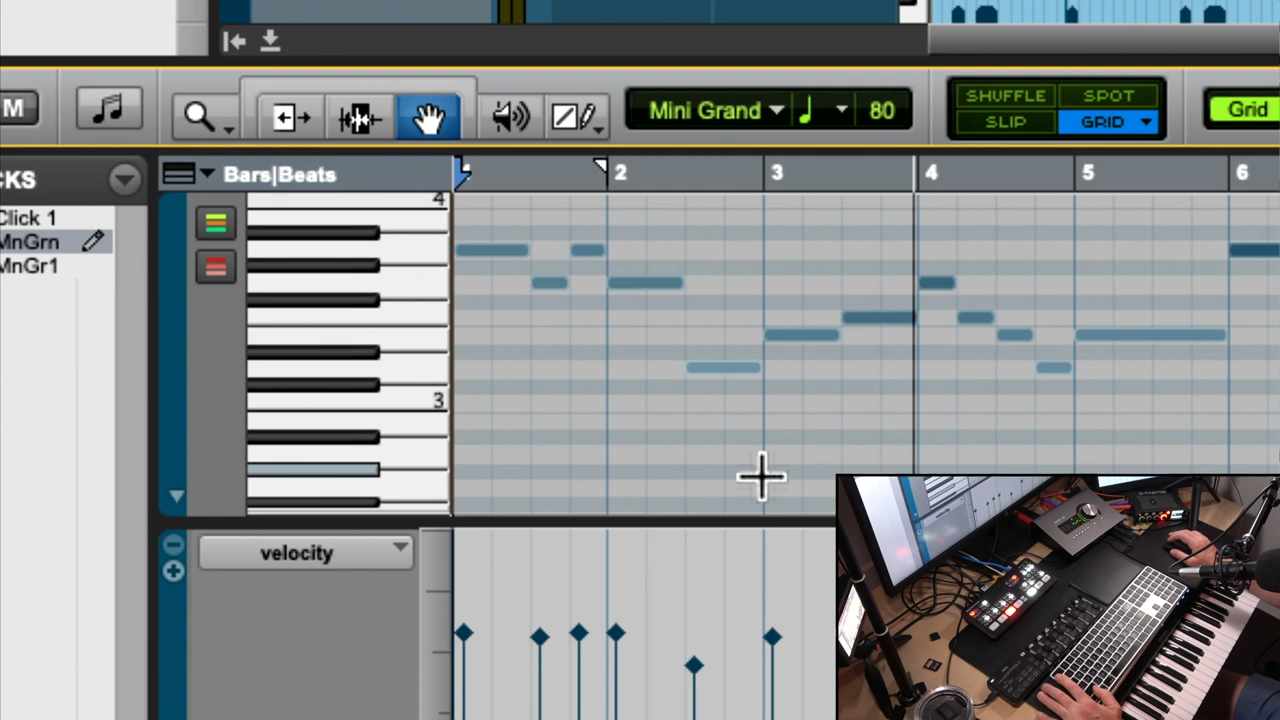 M
Mini Grand
80
SHUFFLE
SPOT
SLIP
GRID
Grid
CKS
Bars|Beats
2
3
4
5
6
Click 1
MnGrn
MnGr1
4
3
velocity